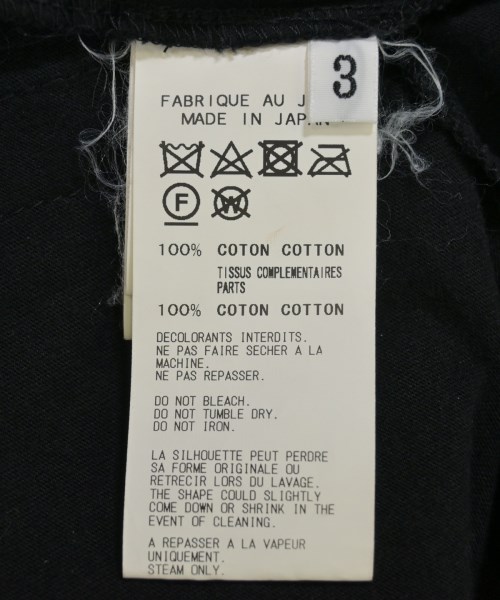 3
FABRIQUE AU J
MADE IN JAPAN
F W
100% COTON COTTON
TISSUS COMPLEMENTAIRES
PARTS
100% COTON COTTON
DECOLORANTS INTERDITS.
NE PAS FAIRE SECHER A LA
MACHINE.
NE PAS REPASSER.
DO NOT BLEACH.
DO NOT TUMBLE DRY.
DO NOT IRON.
LA SILHOUETTE PEUT PERDRE
SA FORME ORIGINALE OU
RETRECIR LORS DU LAVAGE.
THE SHAPE COULD SLIGHTLY
COME DOWN OR SHRINK IN THE
EVENT OF CLEANING.
A REPASSER A LA VAPEUR
UNIQUEMENT.
STEAM ONLY.